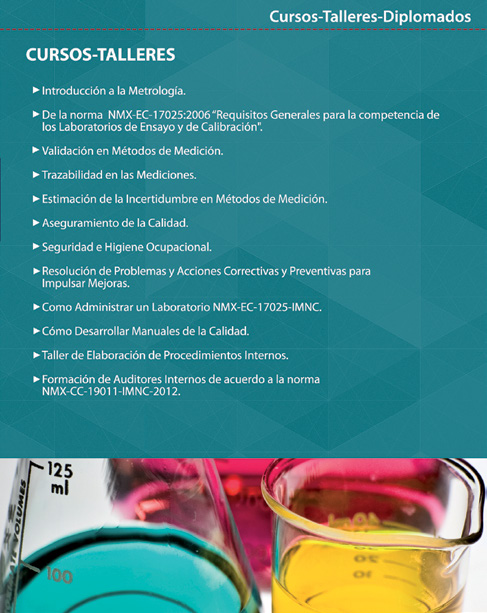 Cursos-Talleres-Diplomados
CURSOS-TALLERES
Introducción a la Metrología.
De la norma NMX-EC-17025:2006 “Requisitos Generales para la competencia de
los Laboratorios de Ensayo y de Calibración”.
Validación en Métodos de Medición.
Trazabilidad en las Mediciones.
Estimación de la Incertidumbre en Métodos de Medición.
Aseguramiento de la Calidad.
Seguridad e Higiene Ocupacional.
Resolución de Problemas y Acciones Correctivas y Preventivas para
Impulsar Mejoras.
Como Administrar un Laboratorio NMX-EC-17025-IMNC.
Cómo Desarrollar Manuales de la Calidad.
Taller de Elaboración de Procedimientos Internos.
Formación de Auditores Internos de acuerdo a la norma
NMX-CC-19011-IMNC-2012.
125
ml
VOLUMES
100
40
20
10